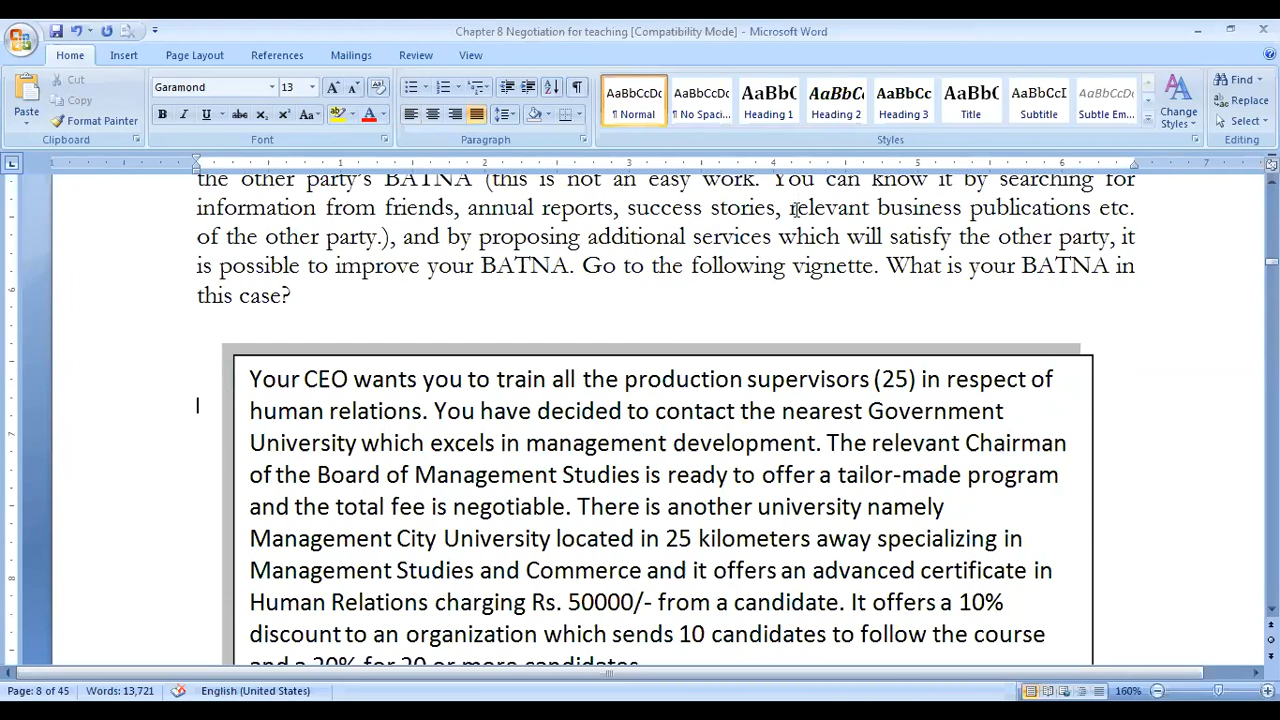 Chapter 8 Negotiation for teaching [Compatibility Mode] - Microsoft Word
Home Insert Page Layout References Mailings Review View
Paste
Cut
Copy
Format Painter
Clipboard
Garamond 13
Font
Paragraph
AaBbCcDc AaBbCcDc AaBbC AaBbCc AaBbCc AaBbC AaBbCcI AaBbCcDc
¶ Normal ¶ No Spaci... Heading 1 Heading 2 Heading 3 Title Subtitle Subtle Em...
Change Styles
Styles
Find
Replace
Select
Editing
the other party's BATNA (this is not an easy work. You can know it by searching for
information from friends, annual reports, success stories, relevant business publications etc.
of the other party.), and by proposing additional services which will satisfy the other party, it
is possible to improve your BATNA. Go to the following vignette. What is your BATNA in
this case?
Your CEO wants you to train all the production supervisors (25) in respect of
human relations. You have decided to contact the nearest Government
University which excels in management development. The relevant Chairman
of the Board of Management Studies is ready to offer a tailor-made program
and the total fee is negotiable. There is another university namely
Management City University located in 25 kilometers away specializing in
Management Studies and Commerce and it offers an advanced certificate in
Human Relations charging Rs. 50000/- from a candidate. It offers a 10%
discount to an organization which sends 10 candidates to follow the course
and a 20% for 20 or more candidates.
Page: 8 of 45 Words: 13,721 English (United States) 160%